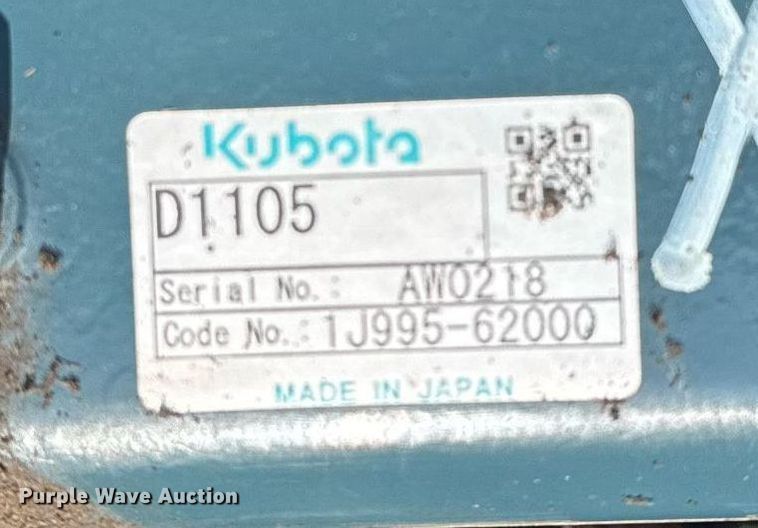 Kubota
D1105
Serial No.: AW0218
Code No.: 1J995-62000
MADE IN JAPAN
Purple Wave Auction